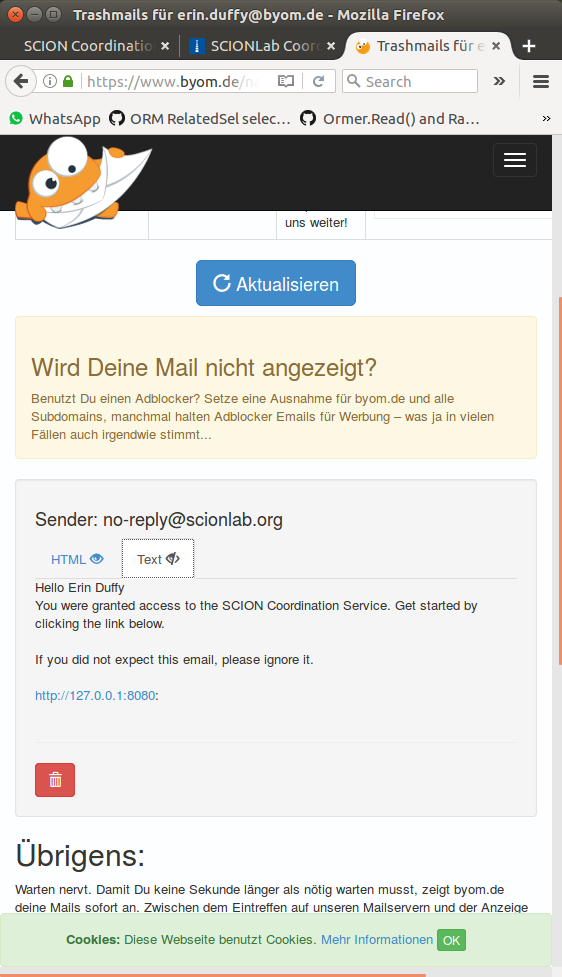 Trashmails für erin.duffy@byom.de - Mozilla Firefox
SCION Coordinatio
SCIONLab Coor
Trashmails für e
https://www.byom.de/na
Search
WhatsApp
ORM RelatedSel selec...
Ormer.Read() and Ra...
uns weiter!
Aktualisieren
Wird Deine Mail nicht angezeigt?
Benutzt Du einen Adblocker? Setze eine Ausnahme für byom.de und alle
Subdomains, manchmal halten Adblocker Emails für Werbung – was ja in vielen
Fällen auch irgendwie stimmt...
Sender: no-reply@scionlab.org
HTML
Text
Hello Erin Duffy
You were granted access to the SCION Coordination Service. Get started by
clicking the link below.
If you did not expect this email, please ignore it.
http://127.0.0.1:8080:
Übrigens:
Warten nervt. Damit Du keine Sekunde länger als nötig warten musst, zeigt byom.de
deine Mails sofort an. Zwischen dem Eintreffen auf unseren Mailservern und der Anzeige
Cookies: Diese Webseite benutzt Cookies. Mehr Informationen OK